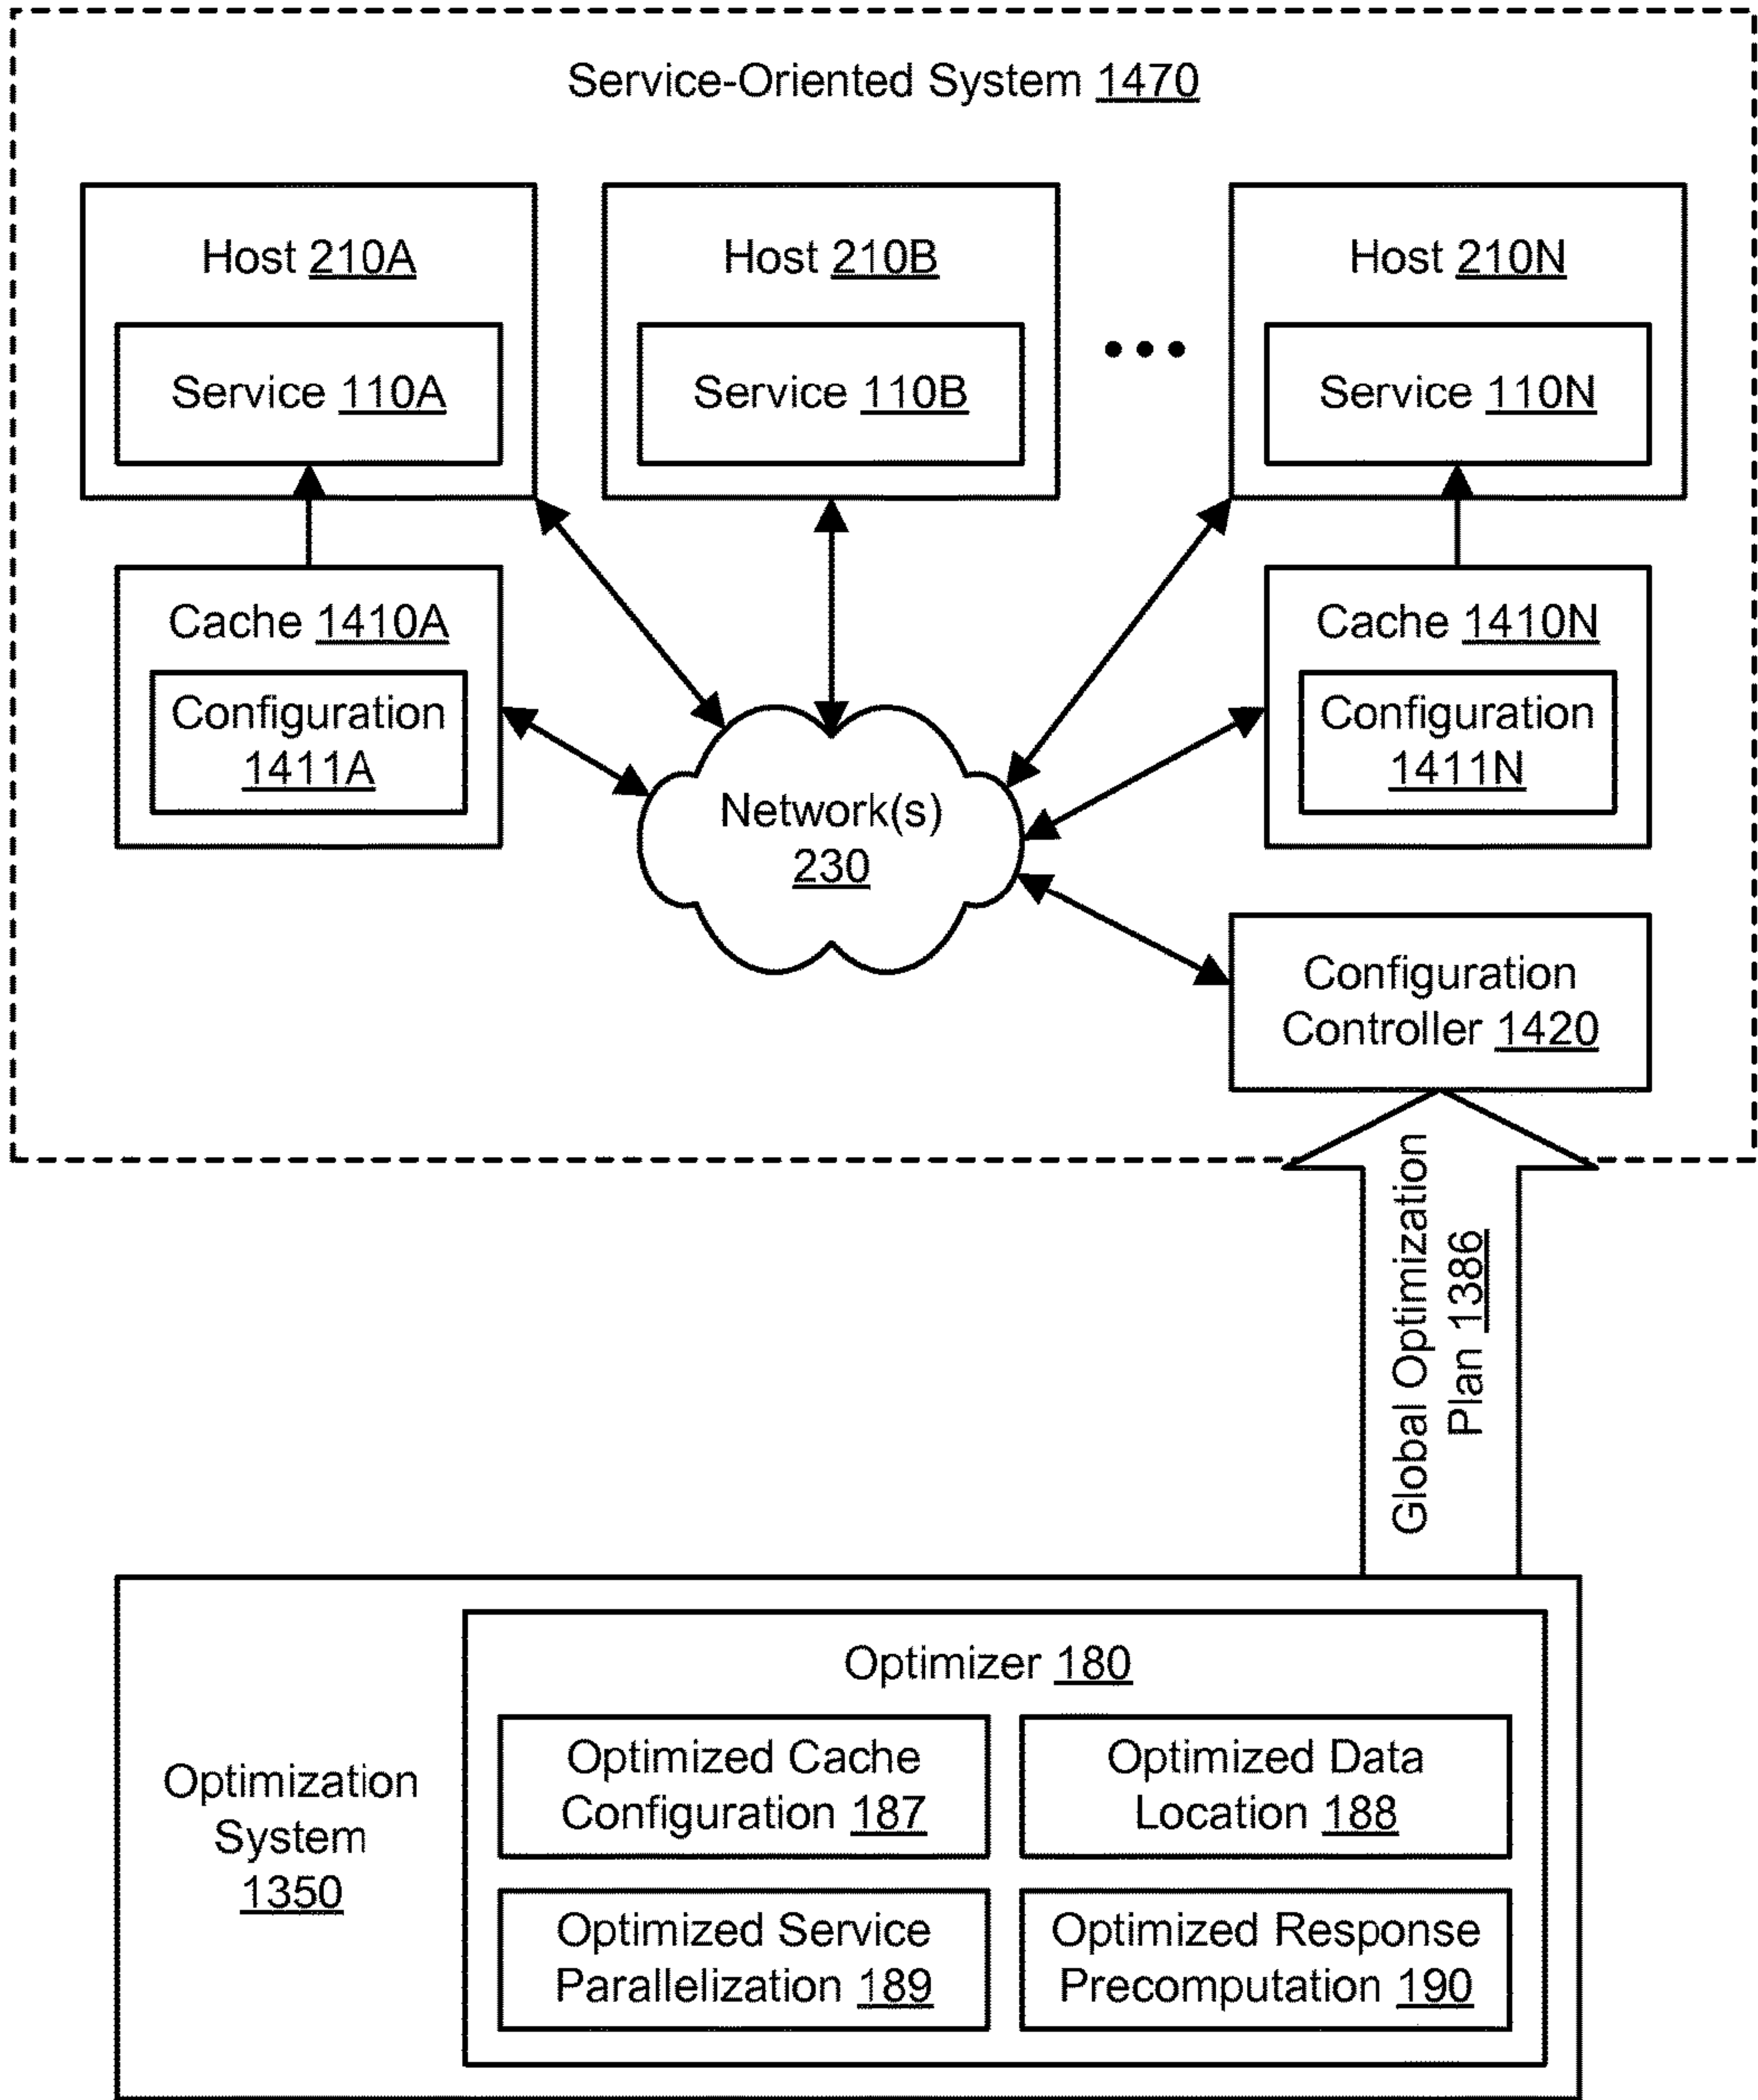 Service-Oriented System 1470
Host 210A
Service 110A
Host 210B
Service 110B
•••
Host 210N
Service 110N
Cache 1410A
Configuration
1411A
Cache 1410N
Configuration
1411N
Network(s)
230
Configuration
Controller 1420
Global Optimization
Plan 1386
Optimization
System
1350
Optimizer 180
Optimized Cache
Configuration 187
Optimized Data
Location 188
Optimized Service
Parallelization 189
Optimized Response
Precomputation 190